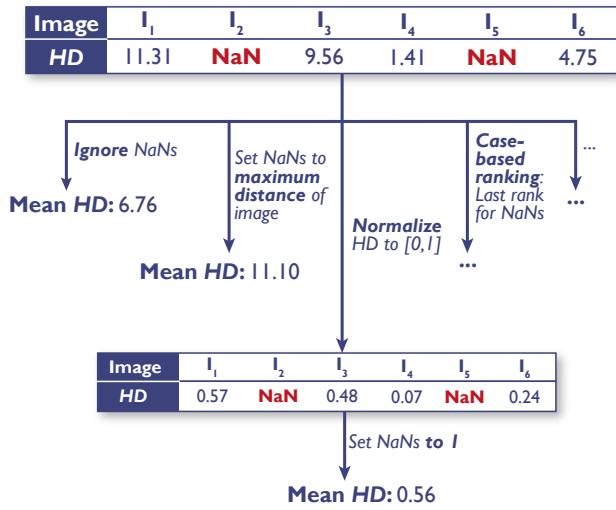 Image I1 I2 I3 I4 I5 I6
HD 11.31 NaN 9.56 1.41 NaN 4.75
Ignore NaNs
Mean HD: 6.76
Set NaNs to
maximum
distance of
image
Mean HD: 11.10
Normalize
HD to [0,1]
Case-
based
ranking:
Last rank
for NaNs
...
...
...
Image I1 I2 I3 I4 I5 I6
HD 0.57 NaN 0.48 0.07 NaN 0.24
Set NaNs to 1
Mean HD: 0.56